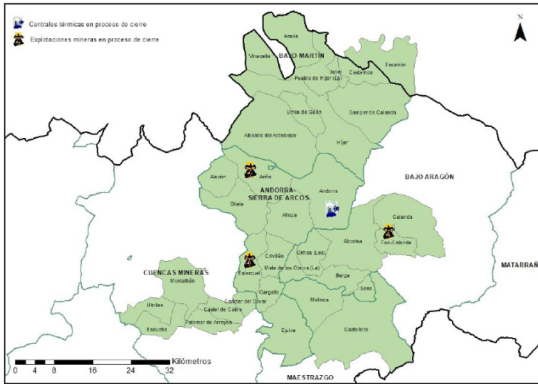 Centrales térmicas en proceso de cierre
Explotaciones mineras en proceso de cierre
N
Azaila
Vinaceite
BAJO MARTÍN
Escatrón
Jatiel
Castelnou
Puebla de Híjar (La)
Urrea de Gaén
Samper de Calanda
Albalate del Arzobispo
Híjar
BAJO ARAGÓN
Alacón
Ariño
ANDORRA-
SIERRA DE ARCOS
Andorra
Oliete
Alloza
Calanda
Alcorisa
Foz-Calanda
MATARRAÑ
Crivillén
Olmos (Los)
Estercuel
Mata de los Olmos (La)
Berge
CUENCAS MINERAS
Montalbán
Gargallo
Seno
Molinos
Utrillas
Cañizar del Olivar
Castel de Cabra
Palomar de Arroyos
Escucha
Ejulve
Castellote
Kilómetros
0 4 8 16 24 32
MAESTRAZGO